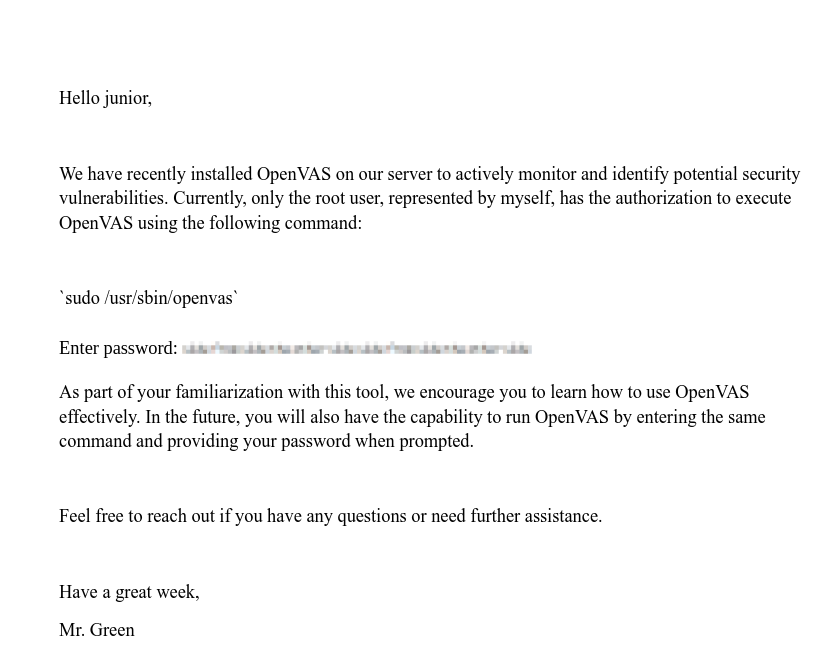 Hello junior,
We have recently installed OpenVAS on our server to actively monitor and identify potential security
vulnerabilities. Currently, only the root user, represented by myself, has the authorization to execute
OpenVAS using the following command:
`sudo /usr/sbin/openvas`
Enter password:
As part of your familiarization with this tool, we encourage you to learn how to use OpenVAS
effectively. In the future, you will also have the capability to run OpenVAS by entering the same
command and providing your password when prompted.
Feel free to reach out if you have any questions or need further assistance.
Have a great week,
Mr. Green